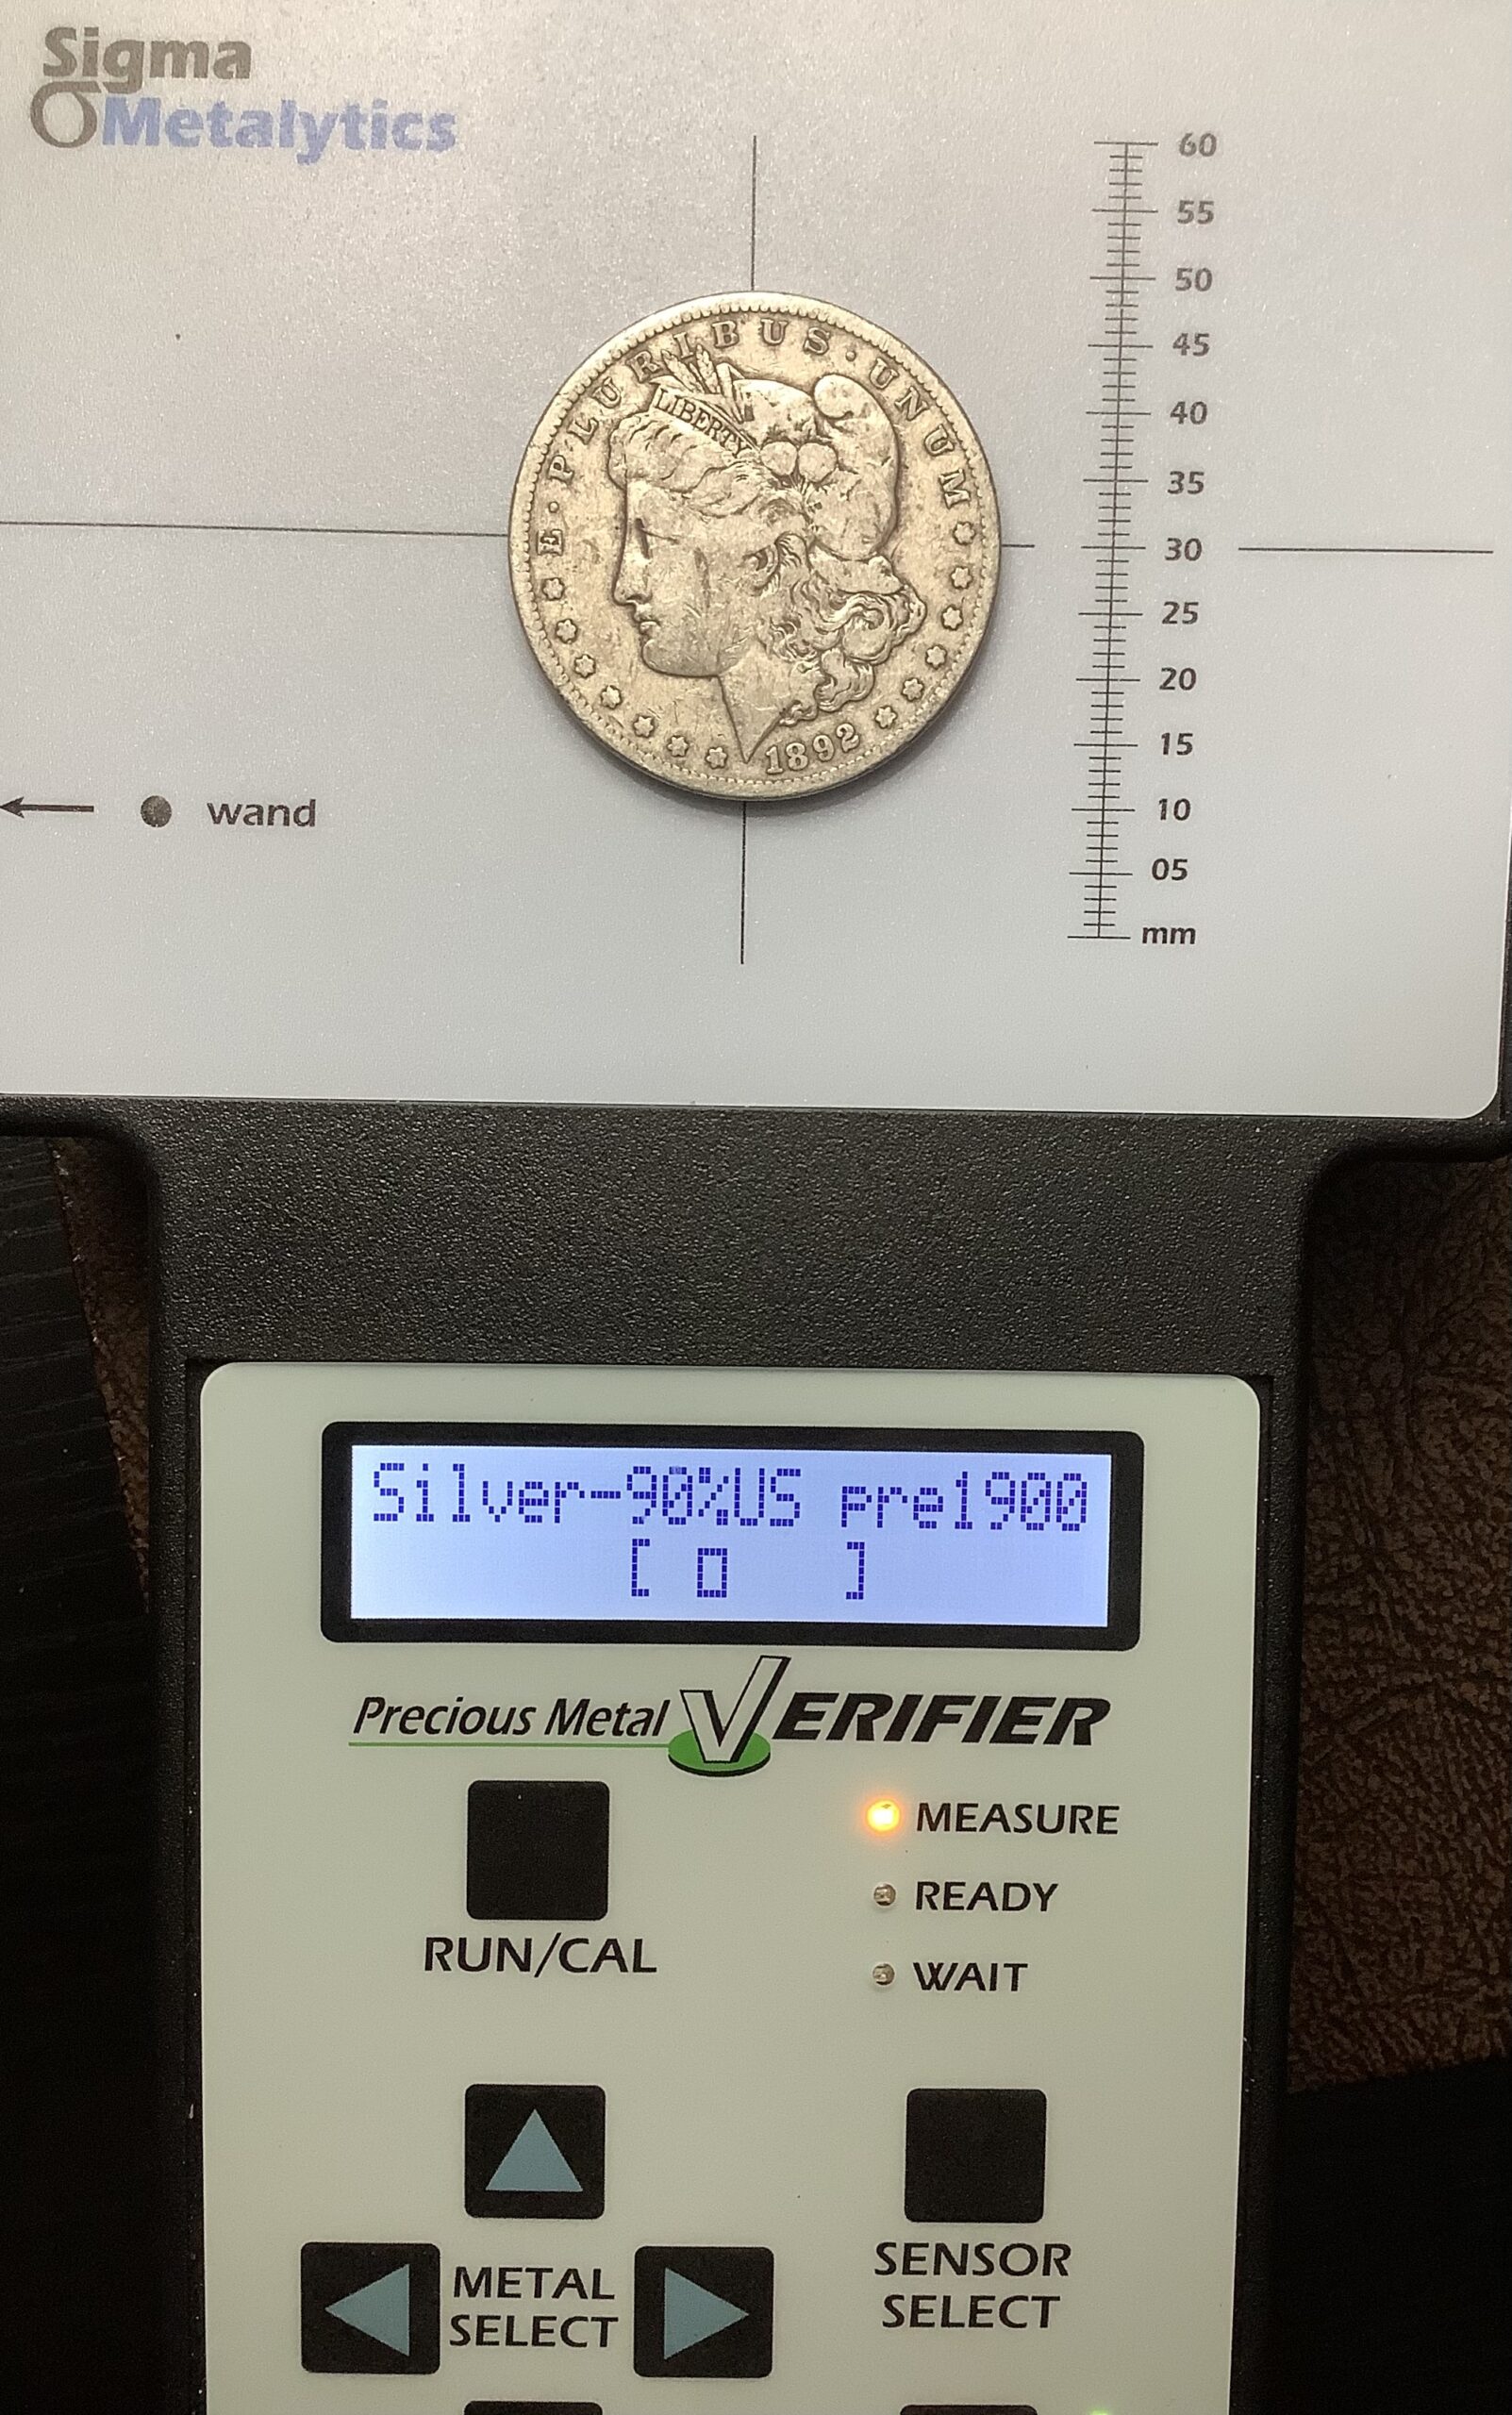 Sigma
Metalytics
60
55
50
45
40
35
30
25
20
15
10
05
mm
E · PLURIBUS · UNUM
LIBERTY
1892
wand
Silver-90%US pre1900
[ 0 ]
Precious Metal VERIFIER
MEASURE
READY
WAIT
RUN/CAL
METAL
SELECT
SENSOR
SELECT